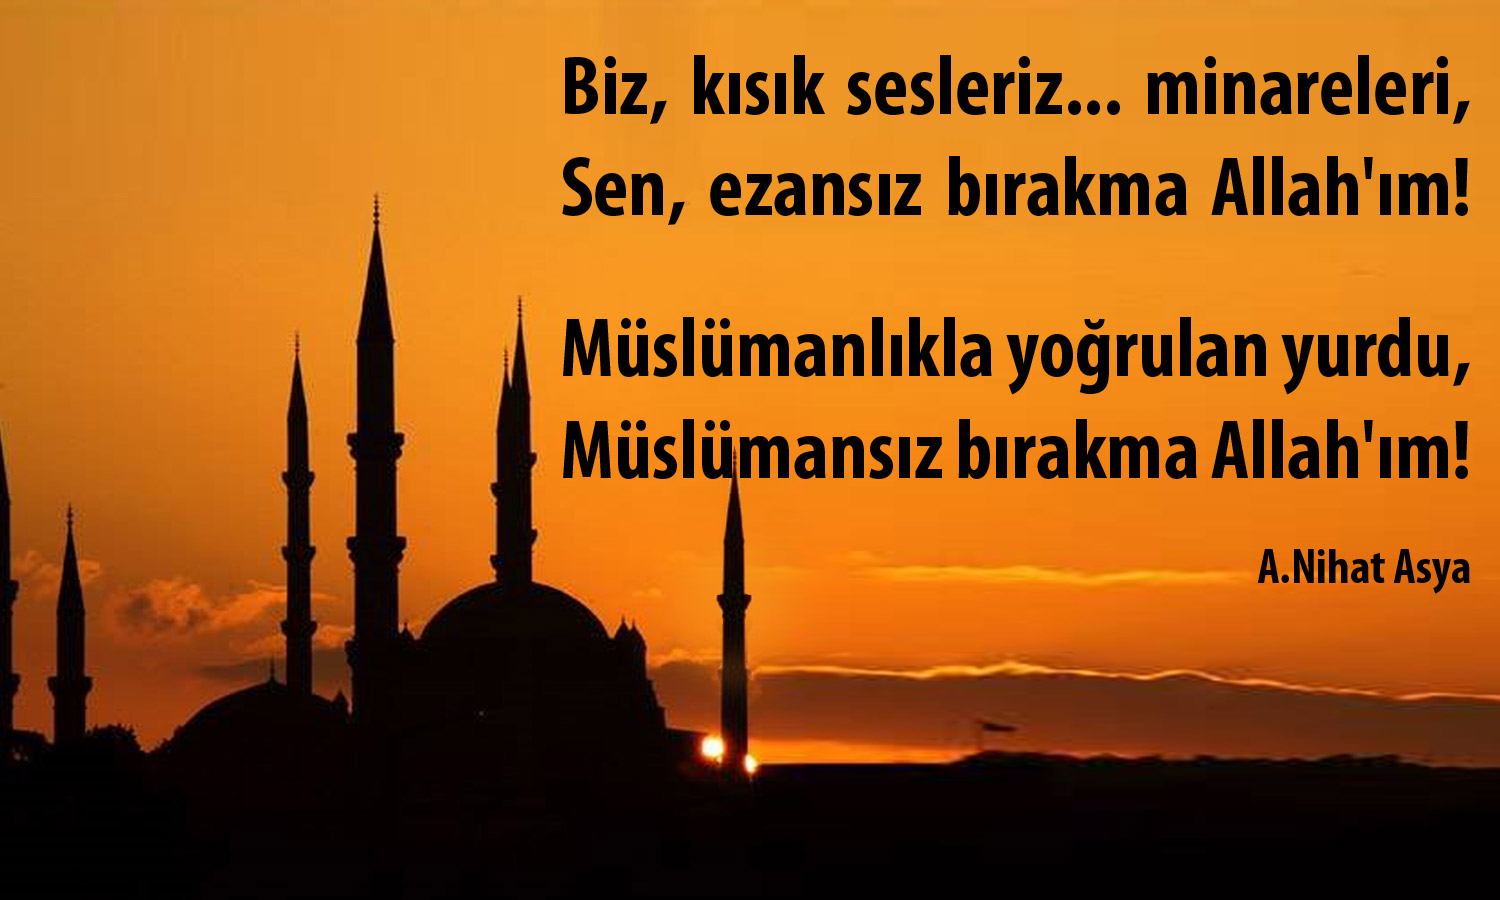 Biz, kısık sesleriz... minareleri,
Sen, ezansız bırakma Allah'ım!
Müslümanlıkla yoğrulan yurdu,
Müslümansız bırakma Allah'ım!
A.Nihat Asya